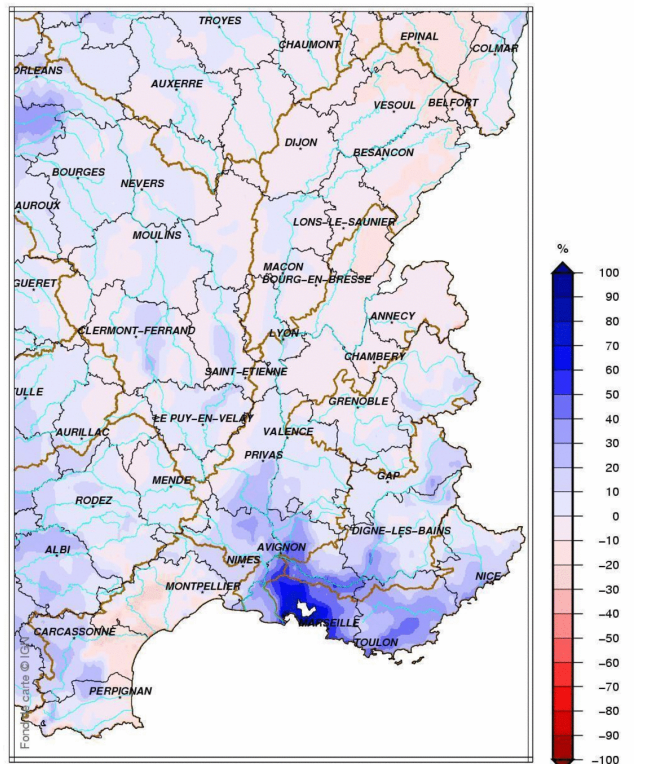 TROYES
EPINAL
CHAUMONT
COLMAR
ORLEANS
AUXERRE
BELFORT
VESOUL
DIJON
BESANCON
BOURGES
NEVERS
AUROUX
LONS-LE-SAUNIER
MOULINS
MACON
BOURG-EN-BRESSE
GUERET
ANNECY
CLERMONT-FERRAND
LYON
CHAMBERY
SAINT-ETIENNE
TULLE
GRENOBLE
LE PUY-EN-VELAY
AURILLAC
VALENCE
PRIVAS
MENDE
GAP
RODEZ
DIGNE-LES-BAINS
ALBI
AVIGNON
NIMES
NICE
MONTPELLIER
MARSEILLE
CARCASSONNE
TOULON
PERPIGNAN
Fond de carte © IGN
%
100
90
80
70
60
50
40
30
20
10
0
-10
-20
-30
-40
-50
-60
-70
-80
-90
-100